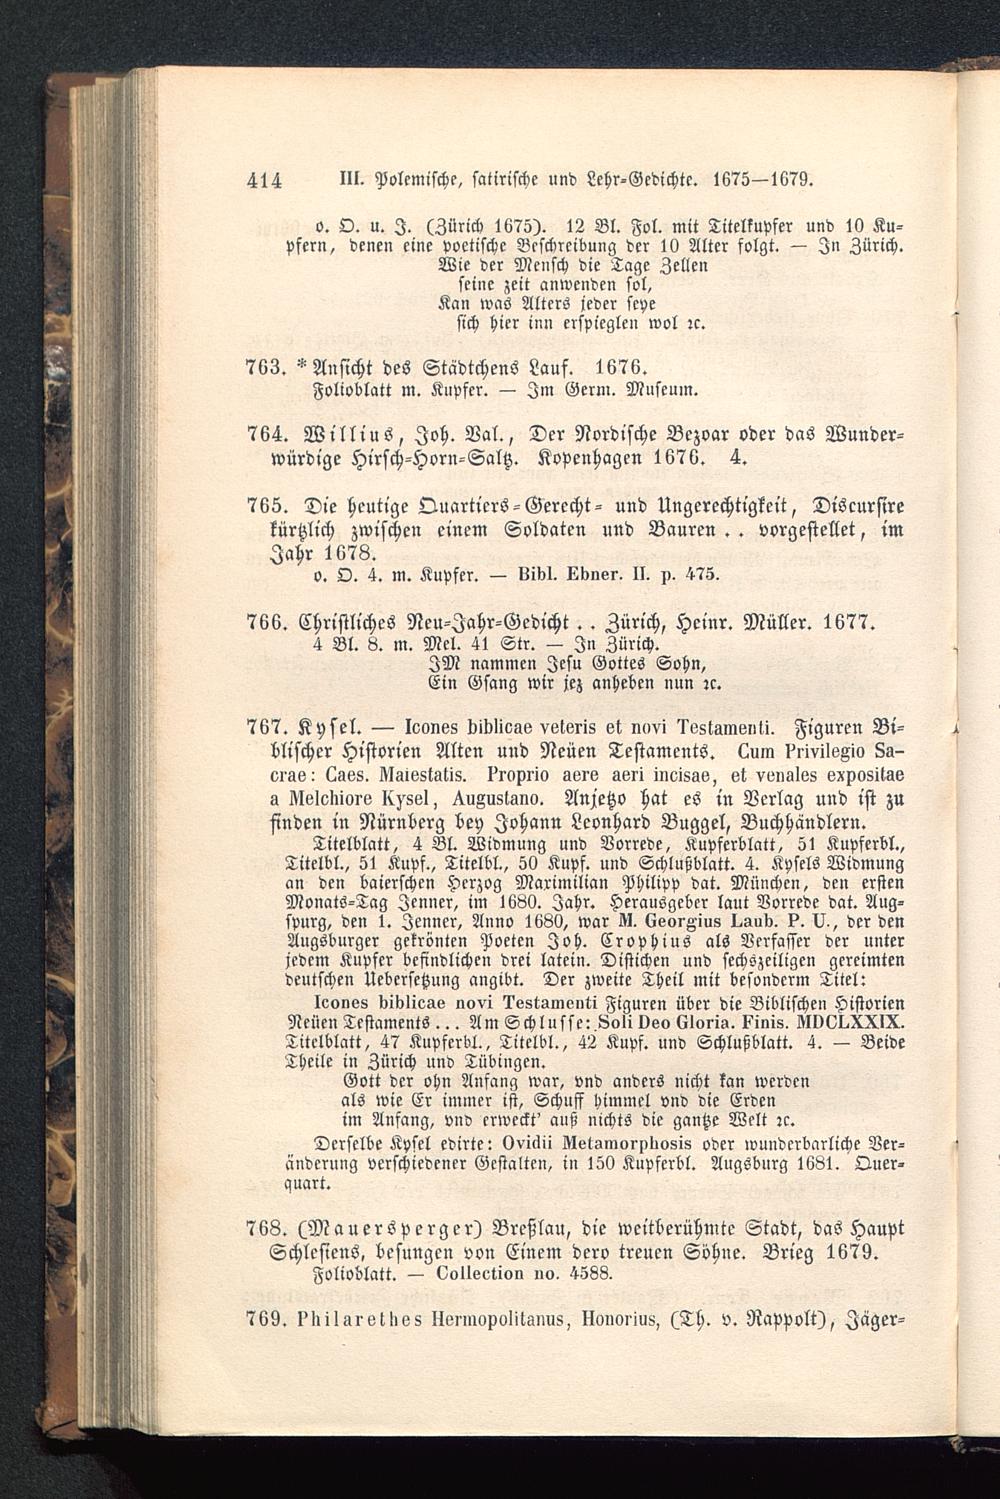 414 III. Polemische, satirische und Lehr=Gedichte. 1675—1679.
o. O. u. J. (Zürich 1675). 12 Bl. Fol. mit Titelkupfer und 10 Ku=
pfern, denen eine poetische Beschreibung der 10 Alter folgt. — In Zürich.
Wie der Mensch die Tage Zellen
seine zeit anwenden sol,
Kan was Alters jeder seye
sich hier inn erspieglen wol ꝛc.
763. * Ansicht des Städtchens Lauf. 1676.
Folioblatt m. Kupfer. — Im Germ. Museum.
764. Willius, Joh. Val., Der Nordische Bezoar oder das Wunder=
würdige Hirsch=Horn=Saltz. Kopenhagen 1676. 4.
765. Die heutige Quartiers=Gerecht= und Ungerechtigkeit, Discursire
kürtzlich zwischen einem Soldaten und Bauren . . vorgestellet, im
Jahr 1678.
o. O. 4. m. Kupfer. — Bibl. Ebner. II. p. 475.
766. Christliches Neu=Jahr=Gedicht . . Zürich, Heinr. Müller. 1677.
4 Bl. 8. m. Mel. 41 Str. — In Zürich.
IM nammen Jesu Gottes Sohn,
Ein Gsang wir jez anheben nun ꝛc.
767. Kysel. — Icones biblicae veteris et novi Testamenti. Figuren Bi=
blischer Historien Alten und Neüen Testaments. Cum Privilegio Sa-
crae: Caes. Maiestatis. Proprio aere aeri incisae, et venales expositae
a Melchiore Kysel, Augustano. Anjetzo hat es in Verlag und ist zu
finden in Nürnberg bey Johann Leonhard Buggel, Buchhändlern.
Titelblatt, 4 Bl. Widmung und Vorrede, Kupferblatt, 51 Kupferbl.,
Titelbl., 51 Kupf., Titelbl., 50 Kupf. und Schlußblatt. 4. Kysels Widmung
an den baierschen Herzog Maximilian Philipp dat. München, den ersten
Monats=Tag Jenner, im 1680. Jahr. Herausgeber laut Vorrede dat. Aug=
spurg, den 1. Jenner, Anno 1680, war M. Georgius Laub. P. U., der den
Augsburger gekrönten Poeten Joh. Crophius als Verfasser der unter
jedem Kupfer befindlichen drei latein. Distichen und sechszeiligen gereimten
deutschen Uebersetzung angibt. Der zweite Theil mit besonderm Titel:
Icones biblicae novi Testamenti Figuren über die Biblischen Historien
Neüen Testaments . . . Am Schlusse: Soli Deo Gloria. Finis. MDCLXXIX.
Titelblatt, 47 Kupferbl., Titelbl., 42 Kupf. und Schlußblatt. 4. — Beide
Theile in Zürich und Tübingen.
Gott der ohn Anfang war, vnd anders nicht kan werden
als wie Er immer ist, Schuff himmel vnd die Erden
im Anfang, vnd erweckt' auß nichts die gantze Welt ꝛc.
Derselbe Kysel edirte: Ovidii Metamorphosis oder wunderbarliche Ver=
änderung verschiedener Gestalten, in 150 Kupferbl. Augsburg 1681. Quer=
quart.
768. (Mauersperger) Breßlau, die weitberühmte Stadt, das Haupt
Schlesiens, besungen von Einem dero treuen Söhne. Brieg 1679.
Folioblatt. — Collection no. 4588.
769. Philarethes Hermopolitanus, Honorius, (Th. v. Rappolt), Jäger=